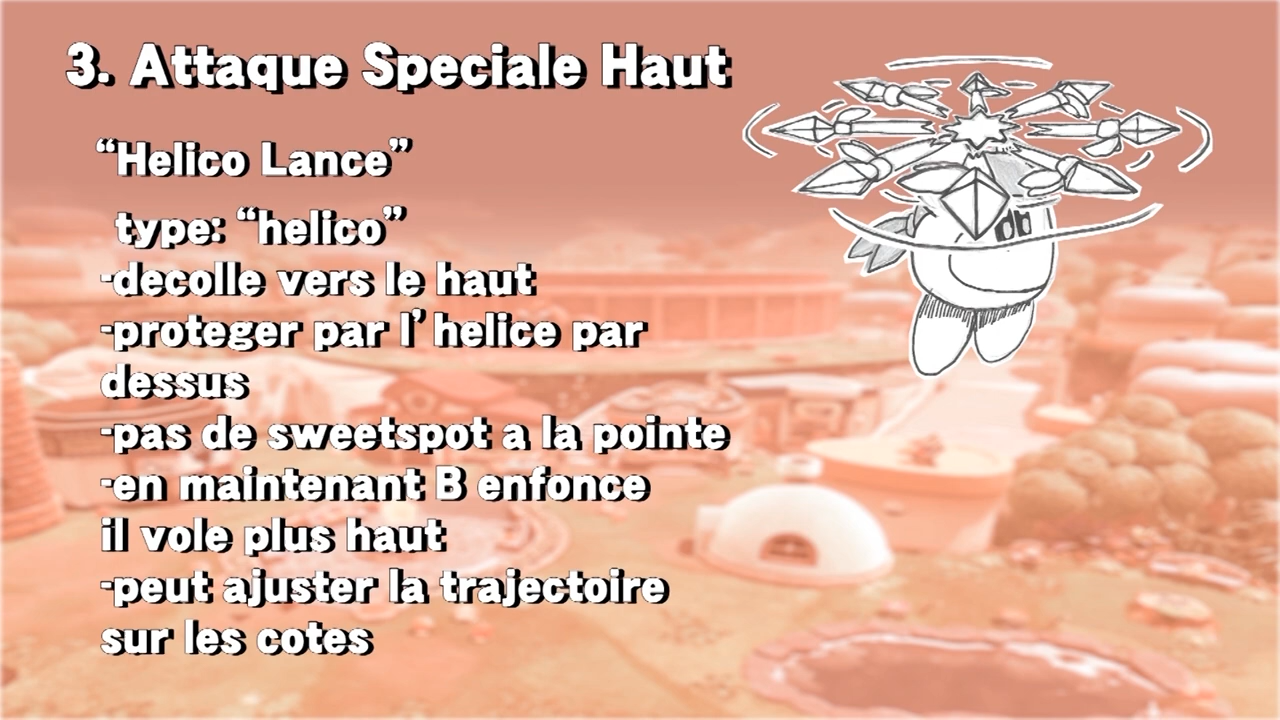 3. Attaque Speciale Haut
“Helico Lance”
type: “helico”
-decolle vers le haut
-proteger par l’helice par
dessus
-pas de sweetspot a la pointe
-en maintenant B enfonce
il vole plus haut
-peut ajuster la trajectoire
sur les cotes